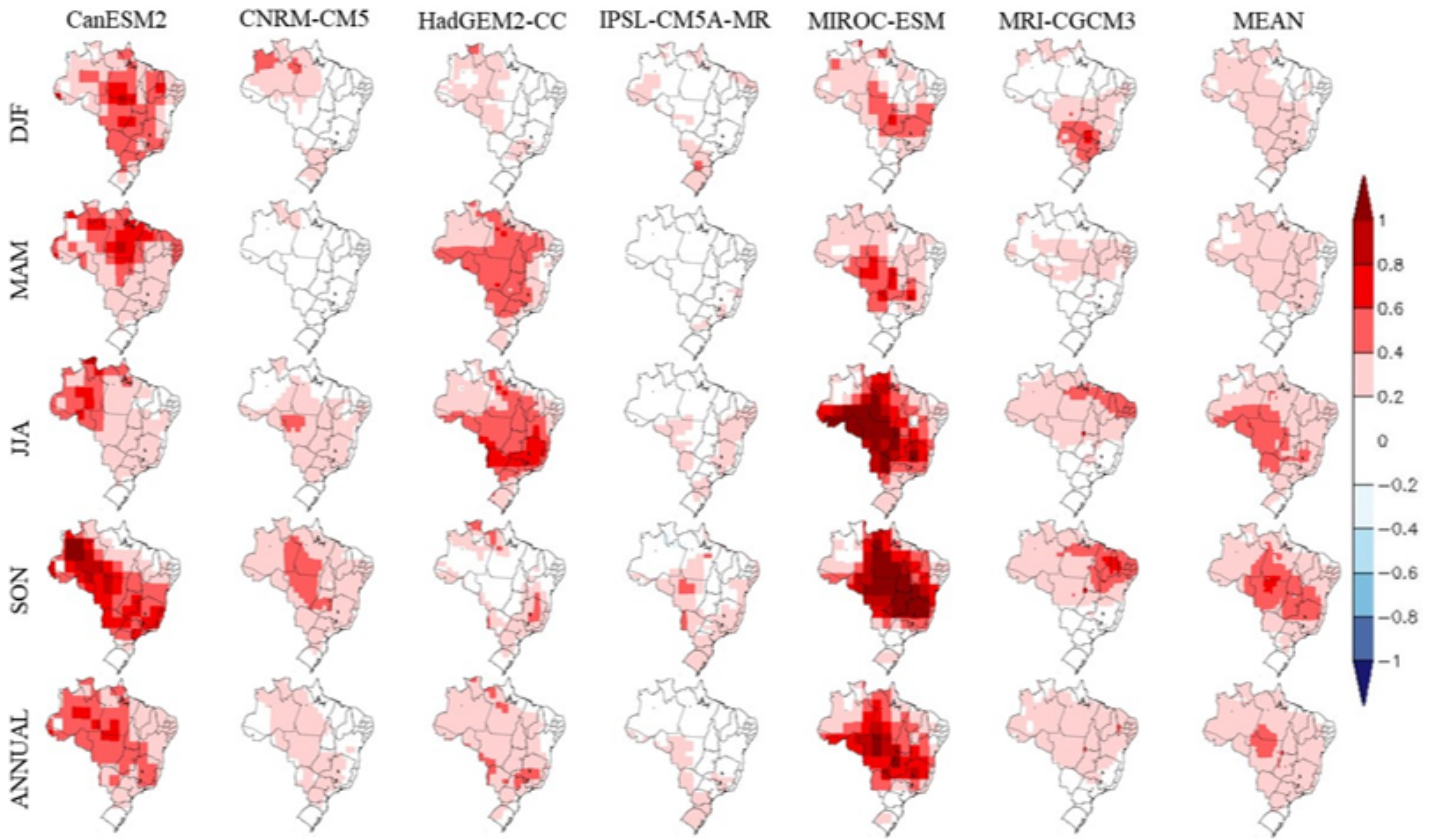 CanESM2 CNRM-CM5 HadGEM2-CC IPSL-CM5A-MR MIROC-ESM MRI-CGCM3 MEAN
DJF
MAM
JJA
SON
ANNUAL
1
0.8
0.6
0.4
0.2
0
−0.2
−0.4
−0.6
−0.8
−1